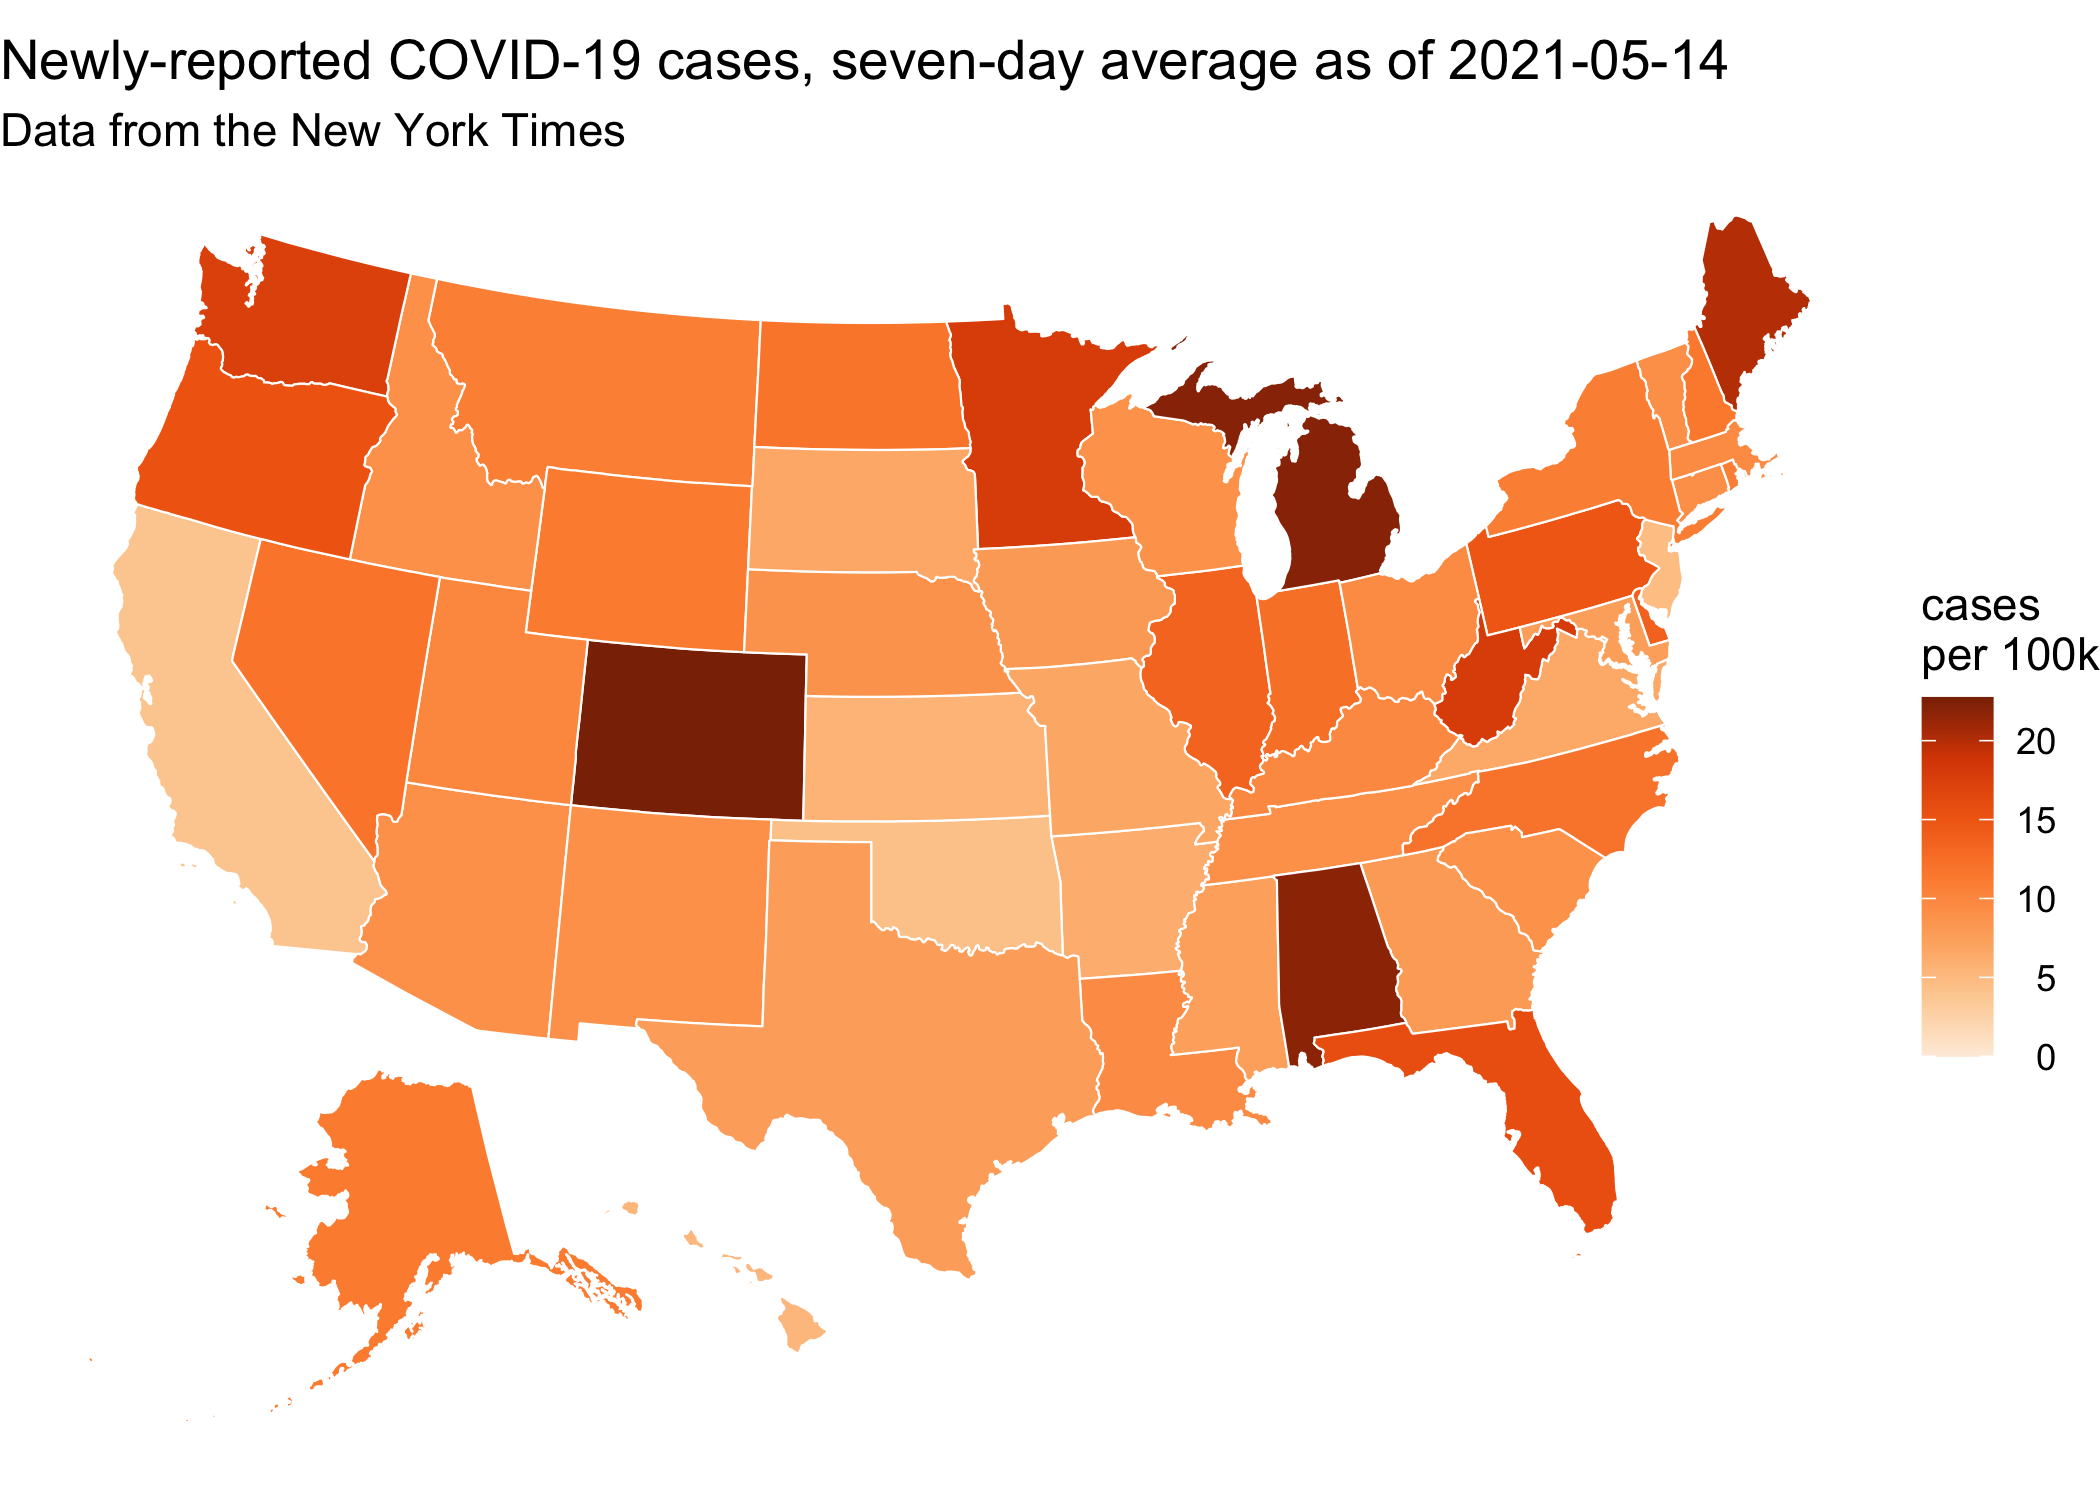 Newly-reported COVID-19 cases, seven-day average as of 2021-05-14
Data from the New York Times
cases
per 100k
20
15
10
5
0